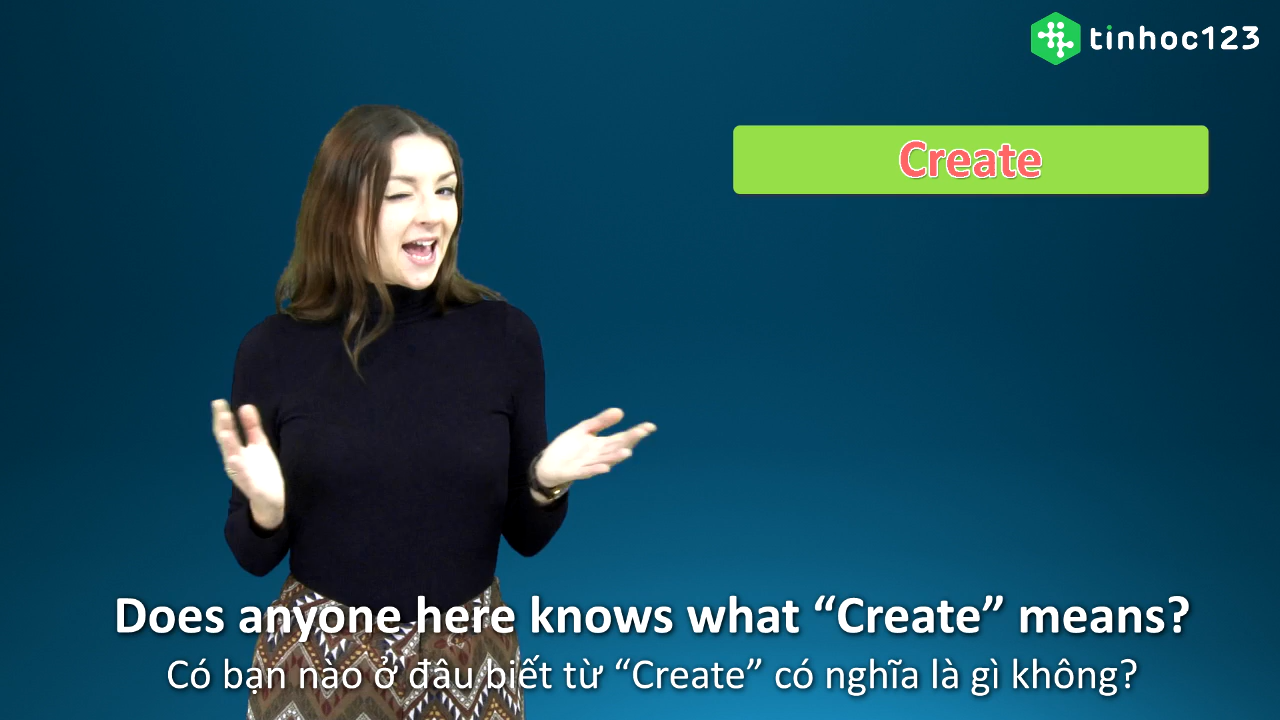 tinhoc123
Create
Does anyone here knows what “Create” means?
Có bạn nào ở đâu biết từ “Create” có nghĩa là gì không?